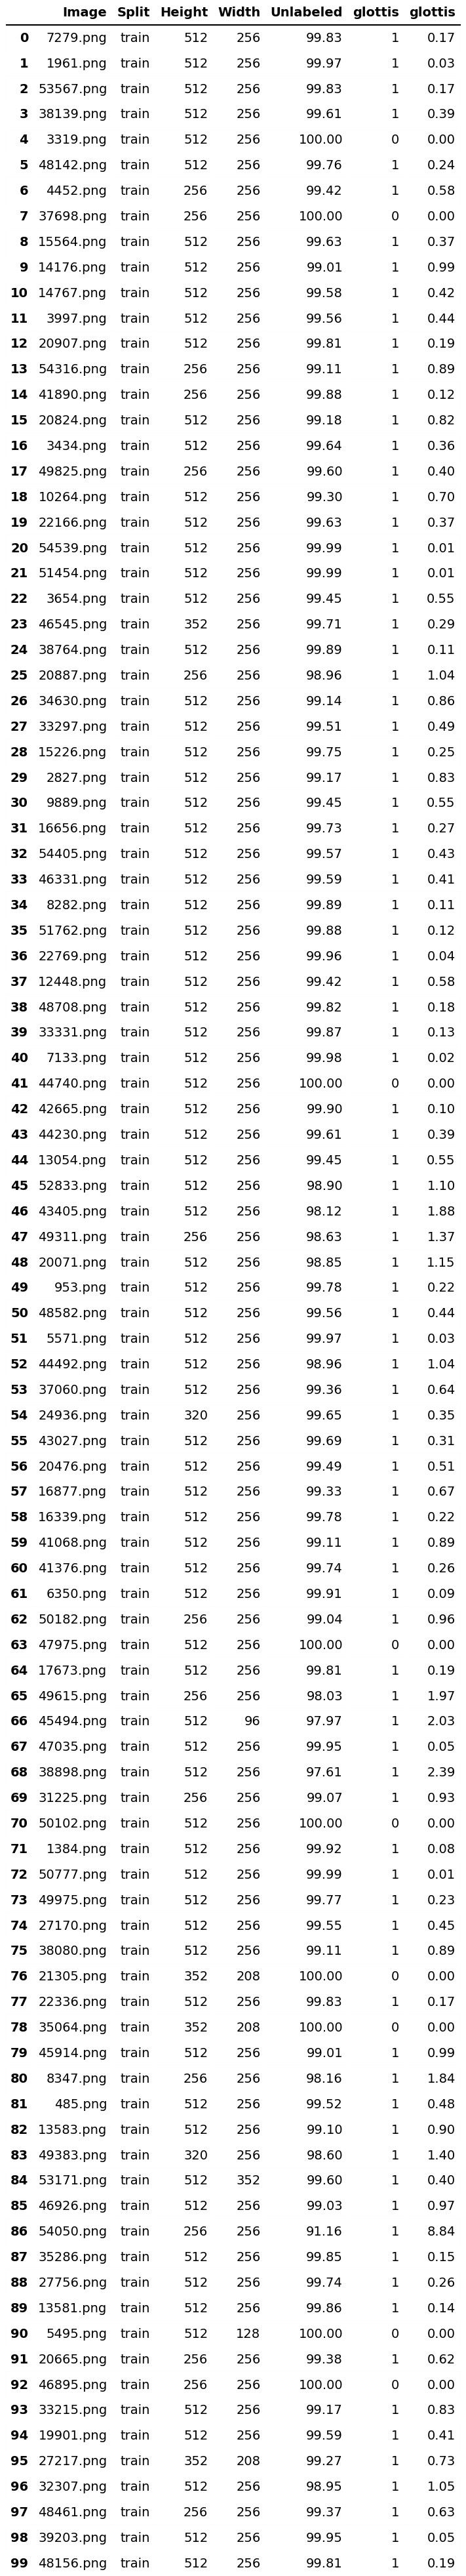 Image Split Height Width Unlabeled glottis glottis
0 7279.png train 512 256 99.83 1 0.17
1 1961.png train 512 256 99.97 1 0.03
2 53567.png train 512 256 99.83 1 0.17
3 38139.png train 512 256 99.61 1 0.39
4 3319.png train 512 256 100.00 0 0.00
5 48142.png train 512 256 99.76 1 0.24
6 4452.png train 256 256 99.42 1 0.58
7 37698.png train 256 256 100.00 0 0.00
8 15564.png train 512 256 99.63 1 0.37
9 14176.png train 512 256 99.01 1 0.99
10 14767.png train 512 256 99.58 1 0.42
11 3997.png train 512 256 99.56 1 0.44
12 20907.png train 512 256 99.81 1 0.19
13 54316.png train 256 256 99.11 1 0.89
14 41890.png train 256 256 99.88 1 0.12
15 20824.png train 512 256 99.18 1 0.82
16 3434.png train 512 256 99.64 1 0.36
17 49825.png train 256 256 99.60 1 0.40
18 10264.png train 512 256 99.30 1 0.70
19 22166.png train 512 256 99.63 1 0.37
20 54539.png train 512 256 99.99 1 0.01
21 51454.png train 512 256 99.99 1 0.01
22 3654.png train 512 256 99.45 1 0.55
23 46545.png train 352 256 99.71 1 0.29
24 38764.png train 512 256 99.89 1 0.11
25 20887.png train 256 256 98.96 1 1.04
26 34630.png train 512 256 99.14 1 0.86
27 33297.png train 512 256 99.51 1 0.49
28 15226.png train 512 256 99.75 1 0.25
29 2827.png train 512 256 99.17 1 0.83
30 9889.png train 512 256 99.45 1 0.55
31 16656.png train 512 256 99.73 1 0.27
32 54405.png train 512 256 99.57 1 0.43
33 46331.png train 512 256 99.59 1 0.41
34 8282.png train 512 256 99.89 1 0.11
35 51762.png train 512 256 99.88 1 0.12
36 22769.png train 512 256 99.96 1 0.04
37 12448.png train 512 256 99.42 1 0.58
38 48708.png train 512 256 99.82 1 0.18
39 33331.png train 512 256 99.87 1 0.13
40 7133.png train 512 256 99.98 1 0.02
41 44740.png train 512 256 100.00 0 0.00
42 42665.png train 512 256 99.90 1 0.10
43 44230.png train 512 256 99.61 1 0.39
44 13054.png train 512 256 99.45 1 0.55
45 52833.png train 512 256 98.90 1 1.10
46 43405.png train 512 256 98.12 1 1.88
47 49311.png train 256 256 98.63 1 1.37
48 20071.png train 512 256 98.85 1 1.15
49 953.png train 512 256 99.78 1 0.22
50 48582.png train 512 256 99.56 1 0.44
51 5571.png train 512 256 99.97 1 0.03
52 44492.png train 512 256 98.96 1 1.04
53 37060.png train 512 256 99.36 1 0.64
54 24936.png train 320 256 99.65 1 0.35
55 43027.png train 512 256 99.69 1 0.31
56 20476.png train 512 256 99.49 1 0.51
57 16877.png train 512 256 99.33 1 0.67
58 16339.png train 512 256 99.78 1 0.22
59 41068.png train 512 256 99.11 1 0.89
60 41376.png train 512 256 99.74 1 0.26
61 6350.png train 512 256 99.91 1 0.09
62 50182.png train 256 256 99.04 1 0.96
63 47975.png train 512 256 100.00 0 0.00
64 17673.png train 512 256 99.81 1 0.19
65 49615.png train 256 256 98.03 1 1.97
66 45494.png train 512 96 97.97 1 2.03
67 47035.png train 512 256 99.95 1 0.05
68 38898.png train 512 256 97.61 1 2.39
69 31225.png train 256 256 99.07 1 0.93
70 50102.png train 512 256 100.00 0 0.00
71 1384.png train 512 256 99.92 1 0.08
72 50777.png train 512 256 99.99 1 0.01
73 49975.png train 512 256 99.77 1 0.23
74 27170.png train 512 256 99.55 1 0.45
75 38080.png train 512 256 99.11 1 0.89
76 21305.png train 352 208 100.00 0 0.00
77 22336.png train 512 256 99.83 1 0.17
78 35064.png train 352 208 100.00 0 0.00
79 45914.png train 512 256 99.01 1 0.99
80 8347.png train 256 256 98.16 1 1.84
81 485.png train 512 256 99.52 1 0.48
82 13583.png train 512 256 99.10 1 0.90
83 49383.png train 320 256 98.60 1 1.40
84 53171.png train 512 352 99.60 1 0.40
85 46926.png train 512 256 99.03 1 0.97
86 54050.png train 256 256 91.16 1 8.84
87 35286.png train 512 256 99.85 1 0.15
88 27756.png train 512 256 99.74 1 0.26
89 13581.png train 512 256 99.86 1 0.14
90 5495.png train 512 128 100.00 0 0.00
91 20665.png train 256 256 99.38 1 0.62
92 46895.png train 256 256 100.00 0 0.00
93 33215.png train 512 256 99.17 1 0.83
94 19901.png train 512 256 99.59 1 0.41
95 27217.png train 352 208 99.27 1 0.73
96 32307.png train 512 256 98.95 1 1.05
97 48461.png train 256 256 99.37 1 0.63
98 39203.png train 512 256 99.95 1 0.05
99 48156.png train 512 256 99.81 1 0.19